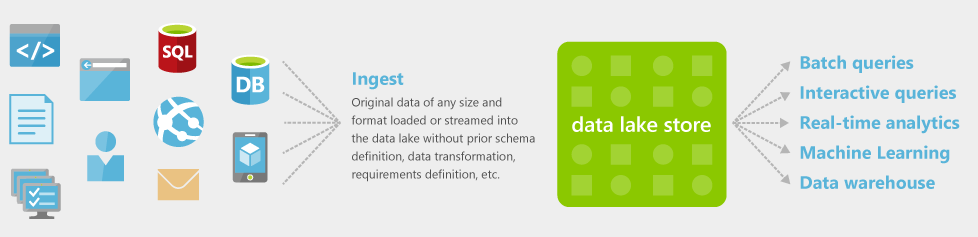 </>
SQL
DB
Ingest
Original data of any size and
format loaded or streamed into
the data lake without prior schema
definition, data transformation,
requirements definition, etc.
data lake store
Batch queries
Interactive queries
Real-time analytics
Machine Learning
Data warehouse